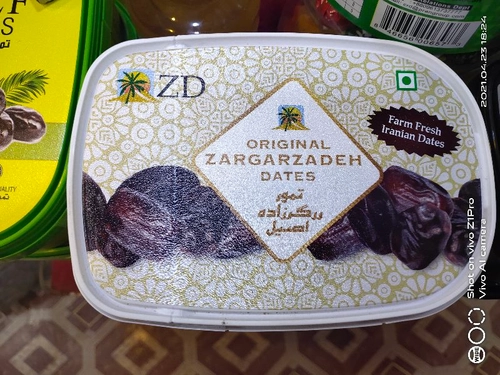 ZD
ORIGINAL
ZARGARZADEH
DATES
تمور
زرگرزاده
اصيل
Farm Fresh
Iranian Dates
2021.04.23 18:24
Shot on vivo Z1Pro
Vivo AI camera